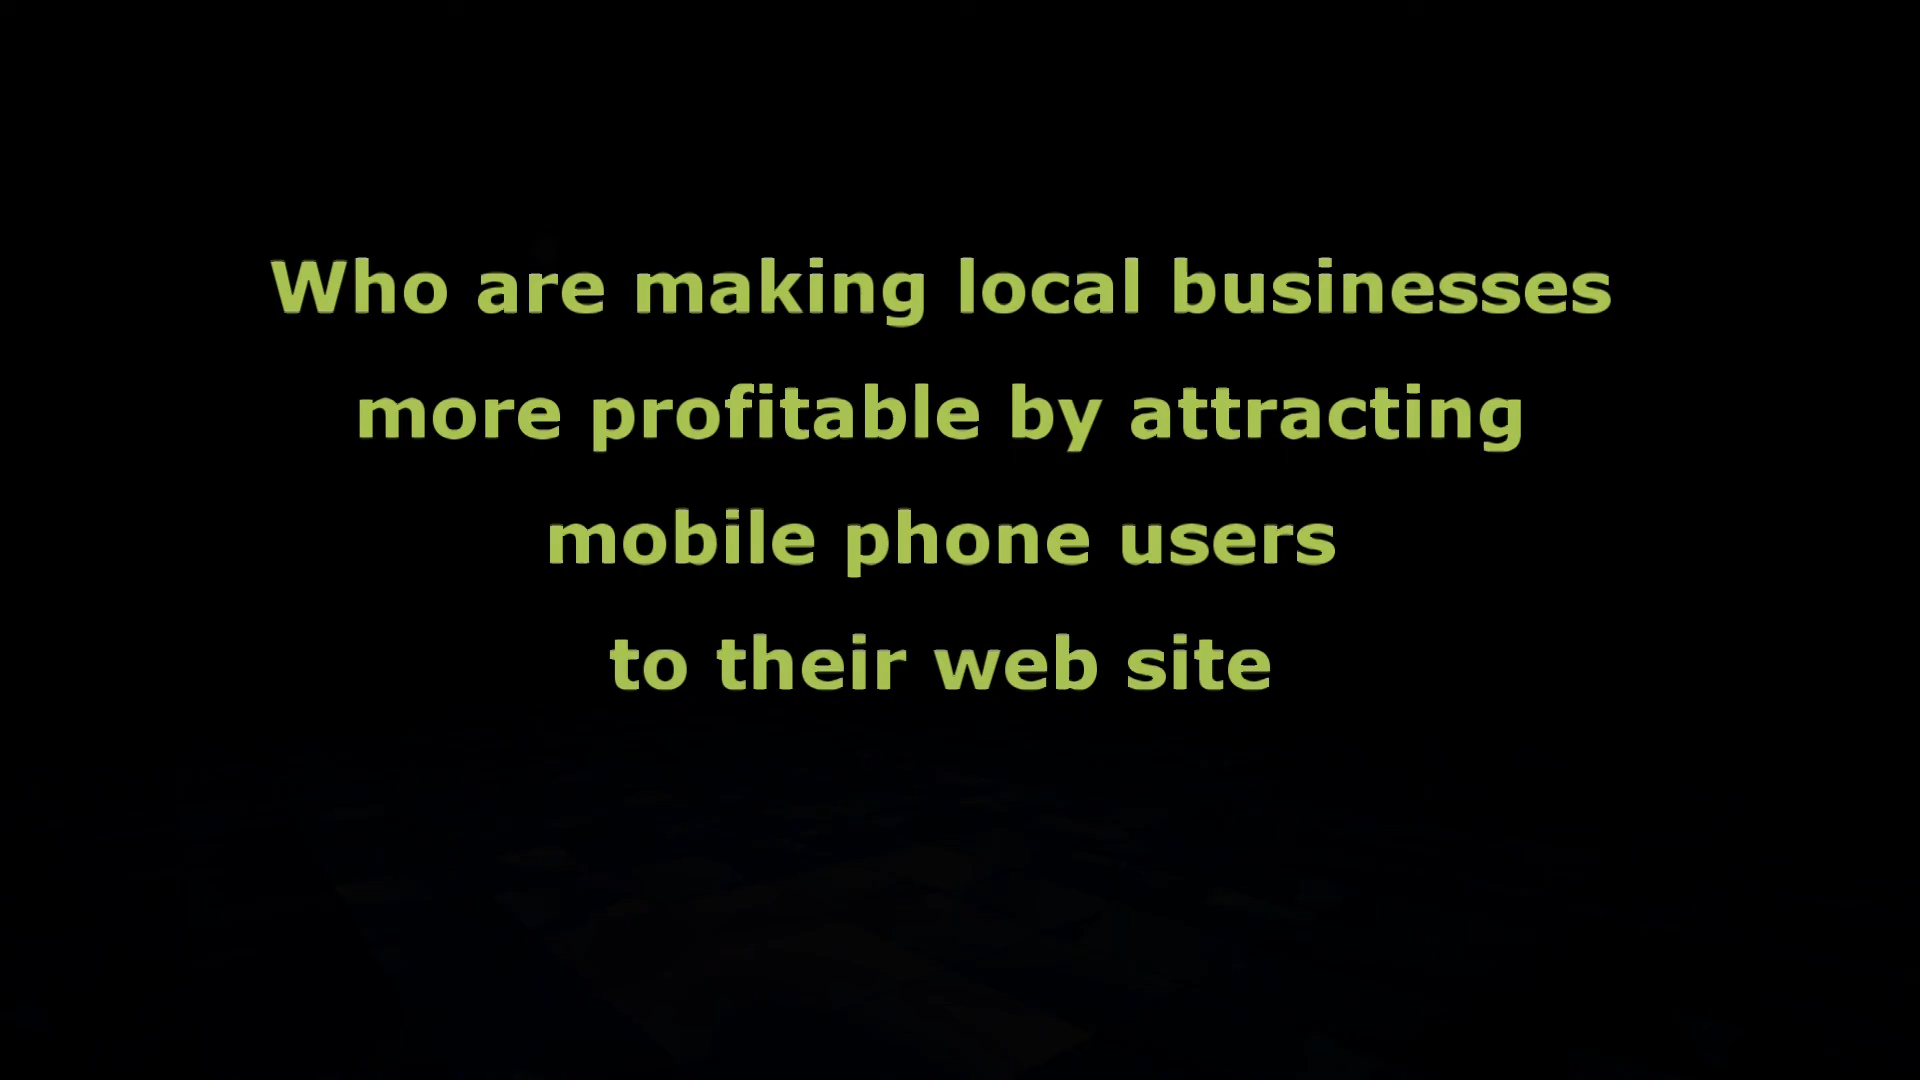 Who are making local businesses
more profitable by attracting
mobile phone users
to their web site